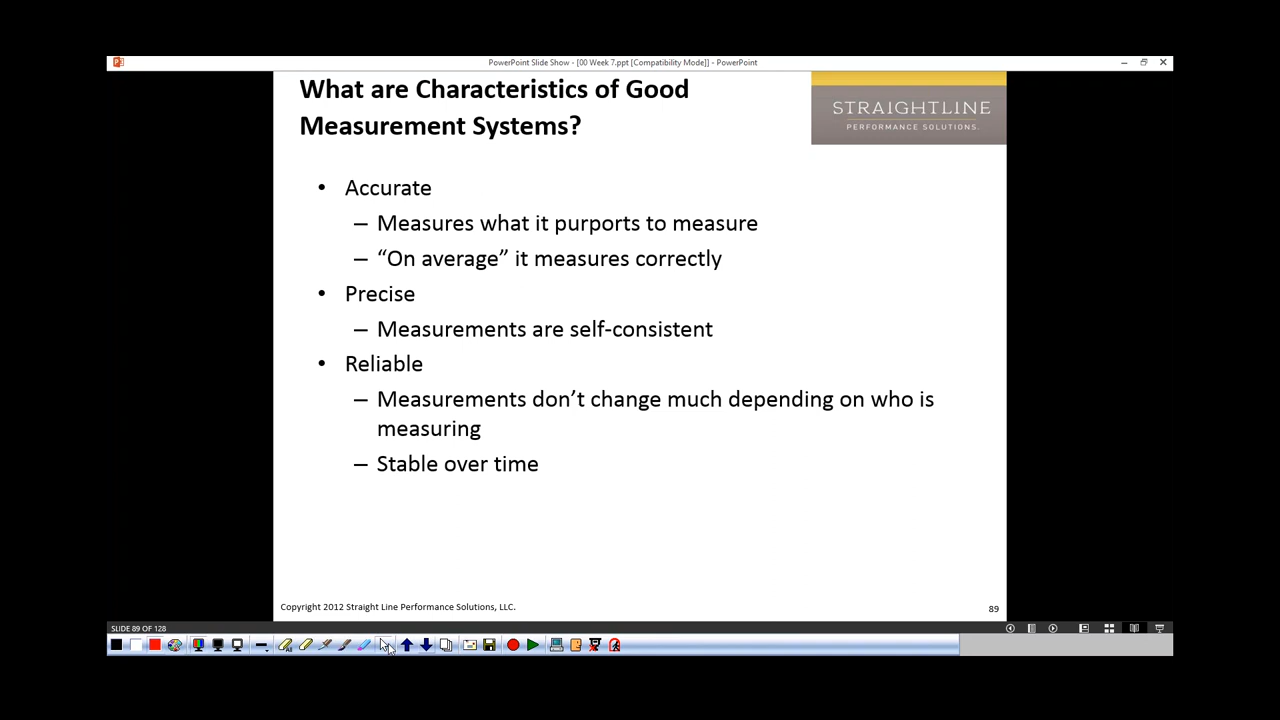 PowerPoint Slide Show - [00 Week 7.ppt [Compatibility Mode]] - PowerPoint
What are Characteristics of Good
Measurement Systems?
STRAIGHTLINE
PERFORMANCE SOLUTIONS.
• Accurate
– Measures what it purports to measure
– “On average” it measures correctly
• Precise
– Measurements are self-consistent
• Reliable
– Measurements don’t change much depending on who is
measuring
– Stable over time
Copyright 2012 Straight Line Performance Solutions, LLC.
89
SLIDE 89 OF 128